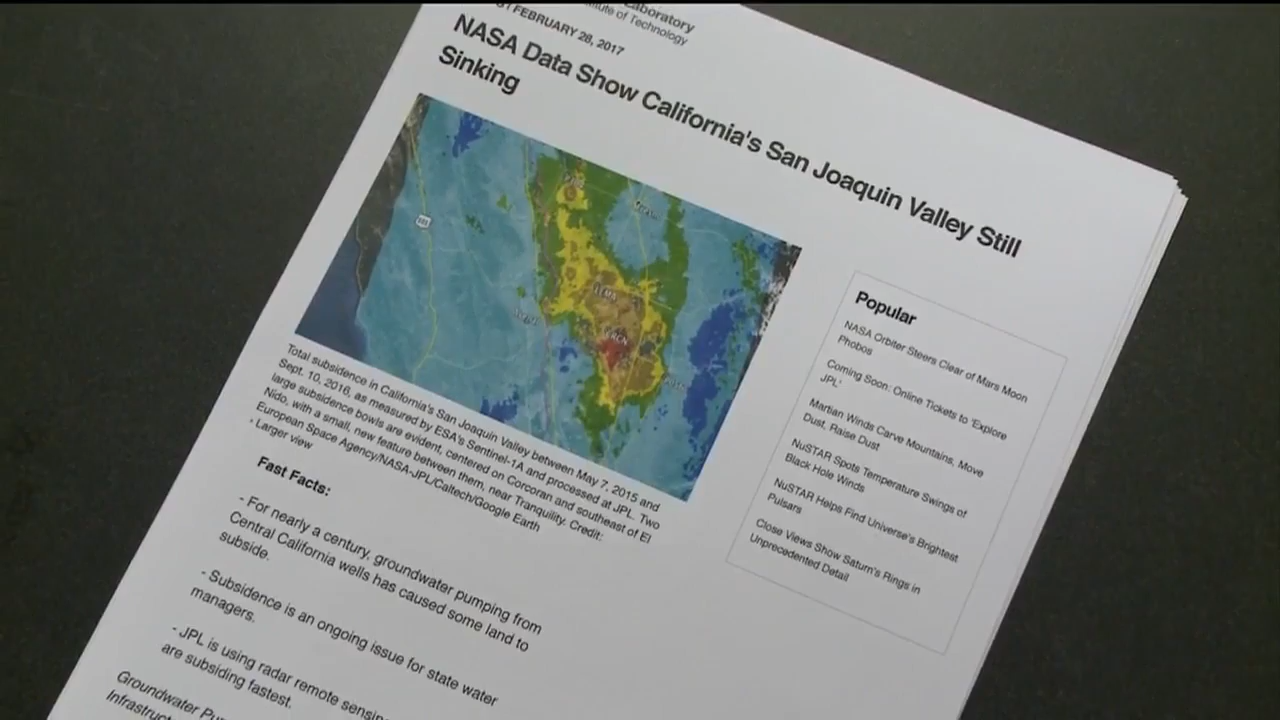 Laboratory
itute of Technology
FEBRUARY 28, 2017
NASA Data Show California's San Joaquin Valley Still
Sinking
101
Total subsidence in California's San Joaquin Valley between May 7, 2015 and
Sept. 10, 2016, as measured by ESA's Sentinel-1A and processed at JPL. Two
large subsidence bowls are evident, centered on Corcoran and southeast of El
Nido, with a small, new feature between them, near Tranquility. Credit:
European Space Agency/NASA-JPL/Caltech/Google Earth
› Larger view
Fast Facts:
- For nearly a century, groundwater pumping from
Central California wells has caused some land to
subside.
- Subsidence is an ongoing issue for state water
managers.
- JPL is using radar remote sensing
are subsiding fastest.
Groundwater Pu
Infrastruct
Popular
NASA Orbiter Steers Clear of Mars Moon
Phobos
Coming Soon: Online Tickets to 'Explore
JPL'
Martian Winds Carve Mountains, Move
Dust, Raise Dust
NuSTAR Spots Temperature Swings of
Black Hole Winds
NuSTAR Helps Find Universe's Brightest
Pulsars
Close Views Show Saturn's Rings in
Unprecedented Detail